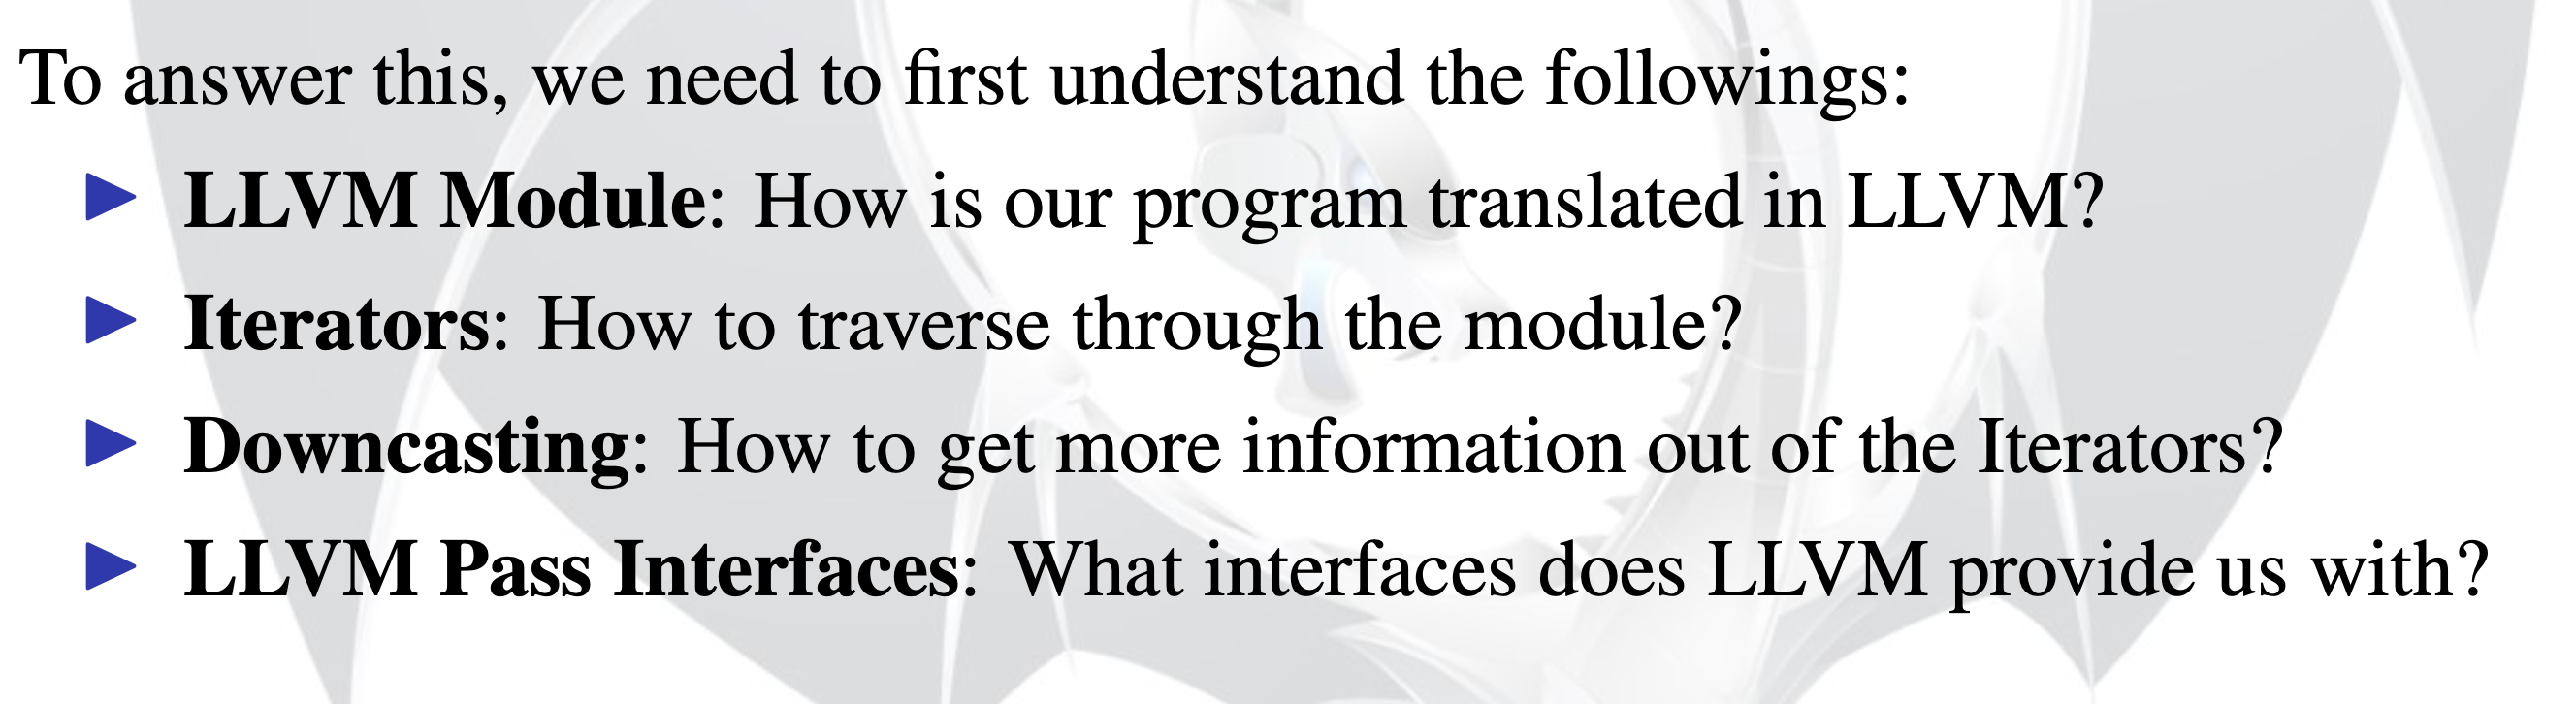 To answer this, we need to first understand the followings:
▶ LLVM Module: How is our program translated in LLVM?
▶ Iterators: How to traverse through the module?
▶ Downcasting: How to get more information out of the Iterators?
▶ LLVM Pass Interfaces: What interfaces does LLVM provide us with?